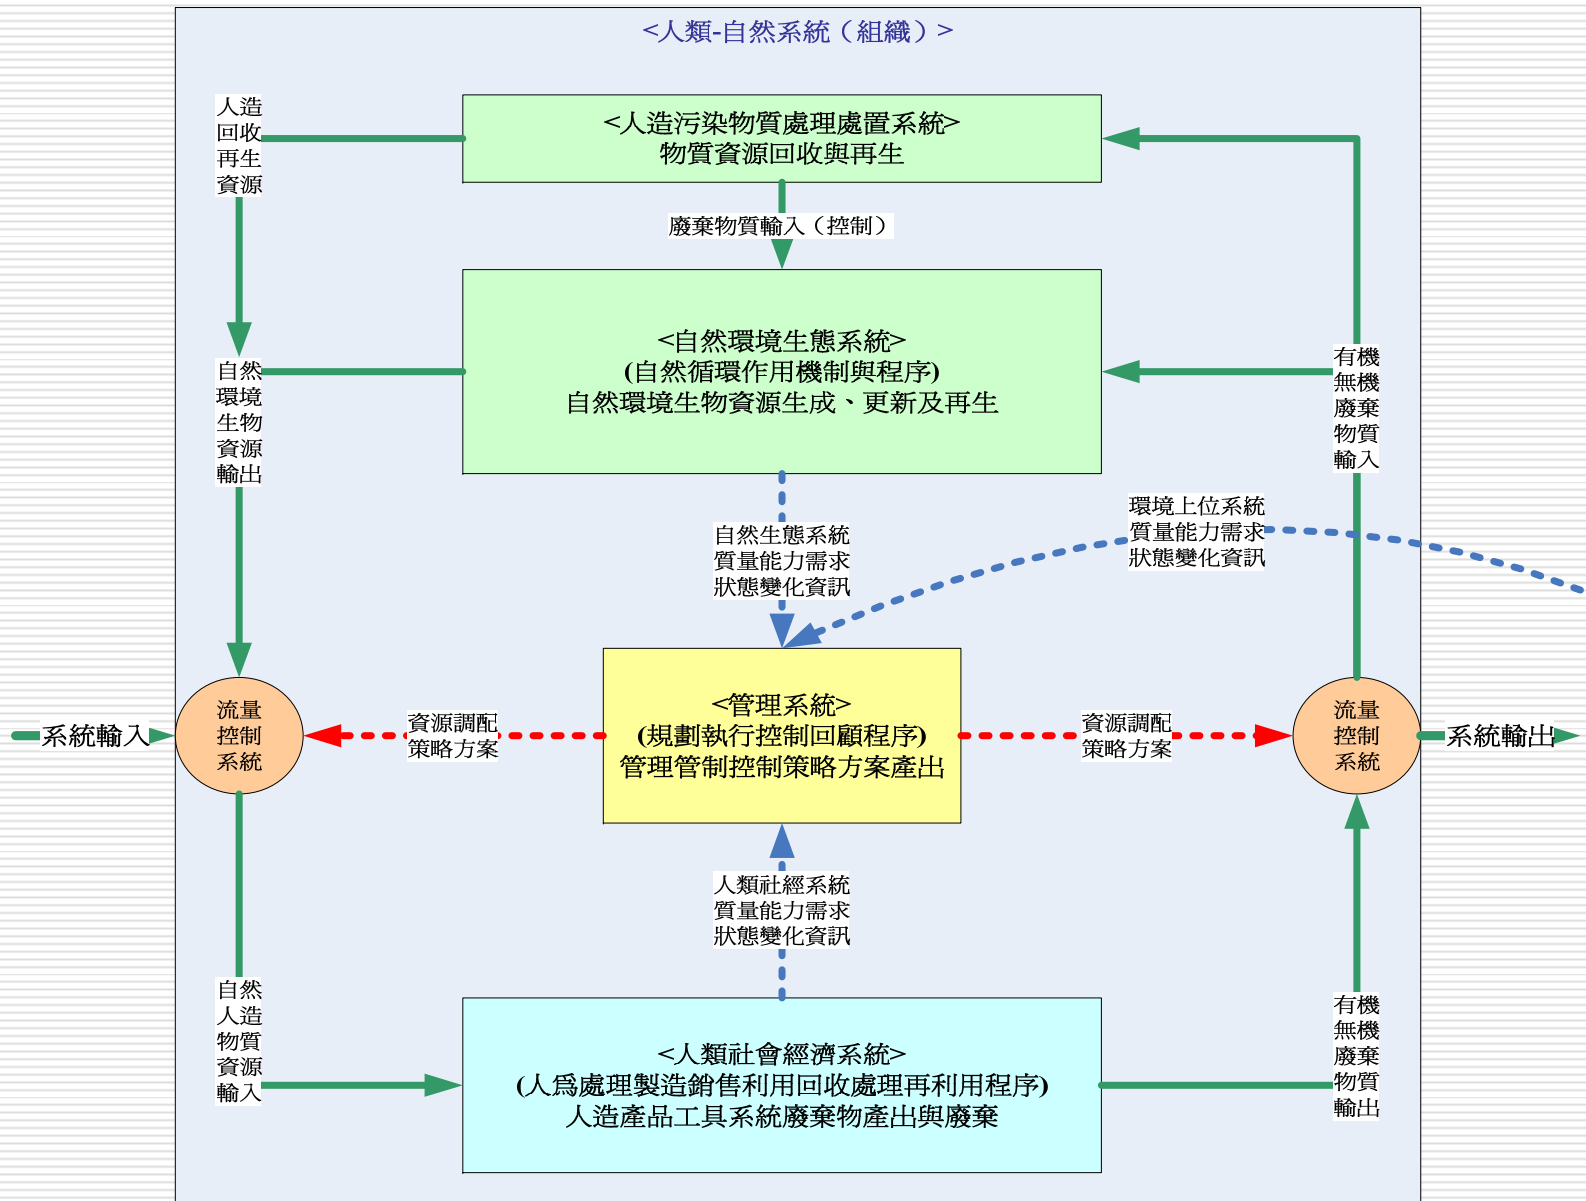 <人類-自然系統（組織）>
人造
回收
再生
資源
<人造污染物質處理處置系統>
物質資源回收與再生
廢棄物質輸入（控制）
<自然環境生態系統>
(自然循環作用機制與程序)
自然環境生物資源生成、更新及再生
自然
環境
生物
資源
輸出
有機
無機
廢棄
物質
輸入
自然生態系統
質量能力需求
狀態變化資訊
環境上位系統
質量能力需求
狀態變化資訊
系統輸入
流量
控制
系統
資源調配
策略方案
<管理系統>
(規劃執行控制回顧程序)
管理管制控制策略方案產出
資源調配
策略方案
流量
控制
系統
系統輸出
人類社經系統
質量能力需求
狀態變化資訊
自然
人造
物質
資源
輸入
<人類社會經濟系統>
(人為處理製造銷售利用回收處理再利用程序)
人造產品工具系統廢棄物產出與廢棄
有機
無機
廢棄
物質
輸出